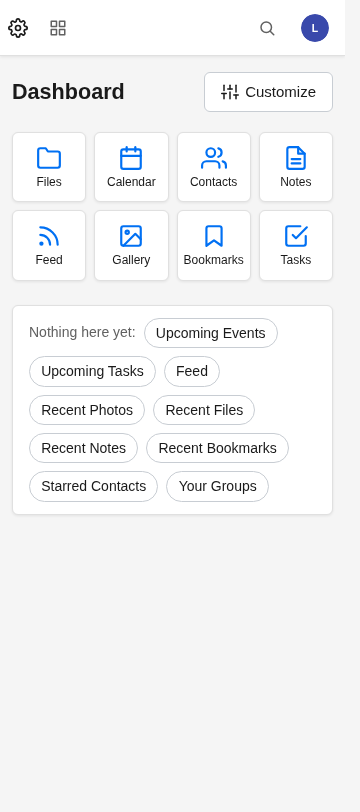 L
Dashboard
Customize
Files Calendar Contacts Notes
Feed Gallery Bookmarks Tasks
Nothing here yet: Upcoming Events
Upcoming Tasks Feed
Recent Photos Recent Files
Recent Notes Recent Bookmarks
Starred Contacts Your Groups